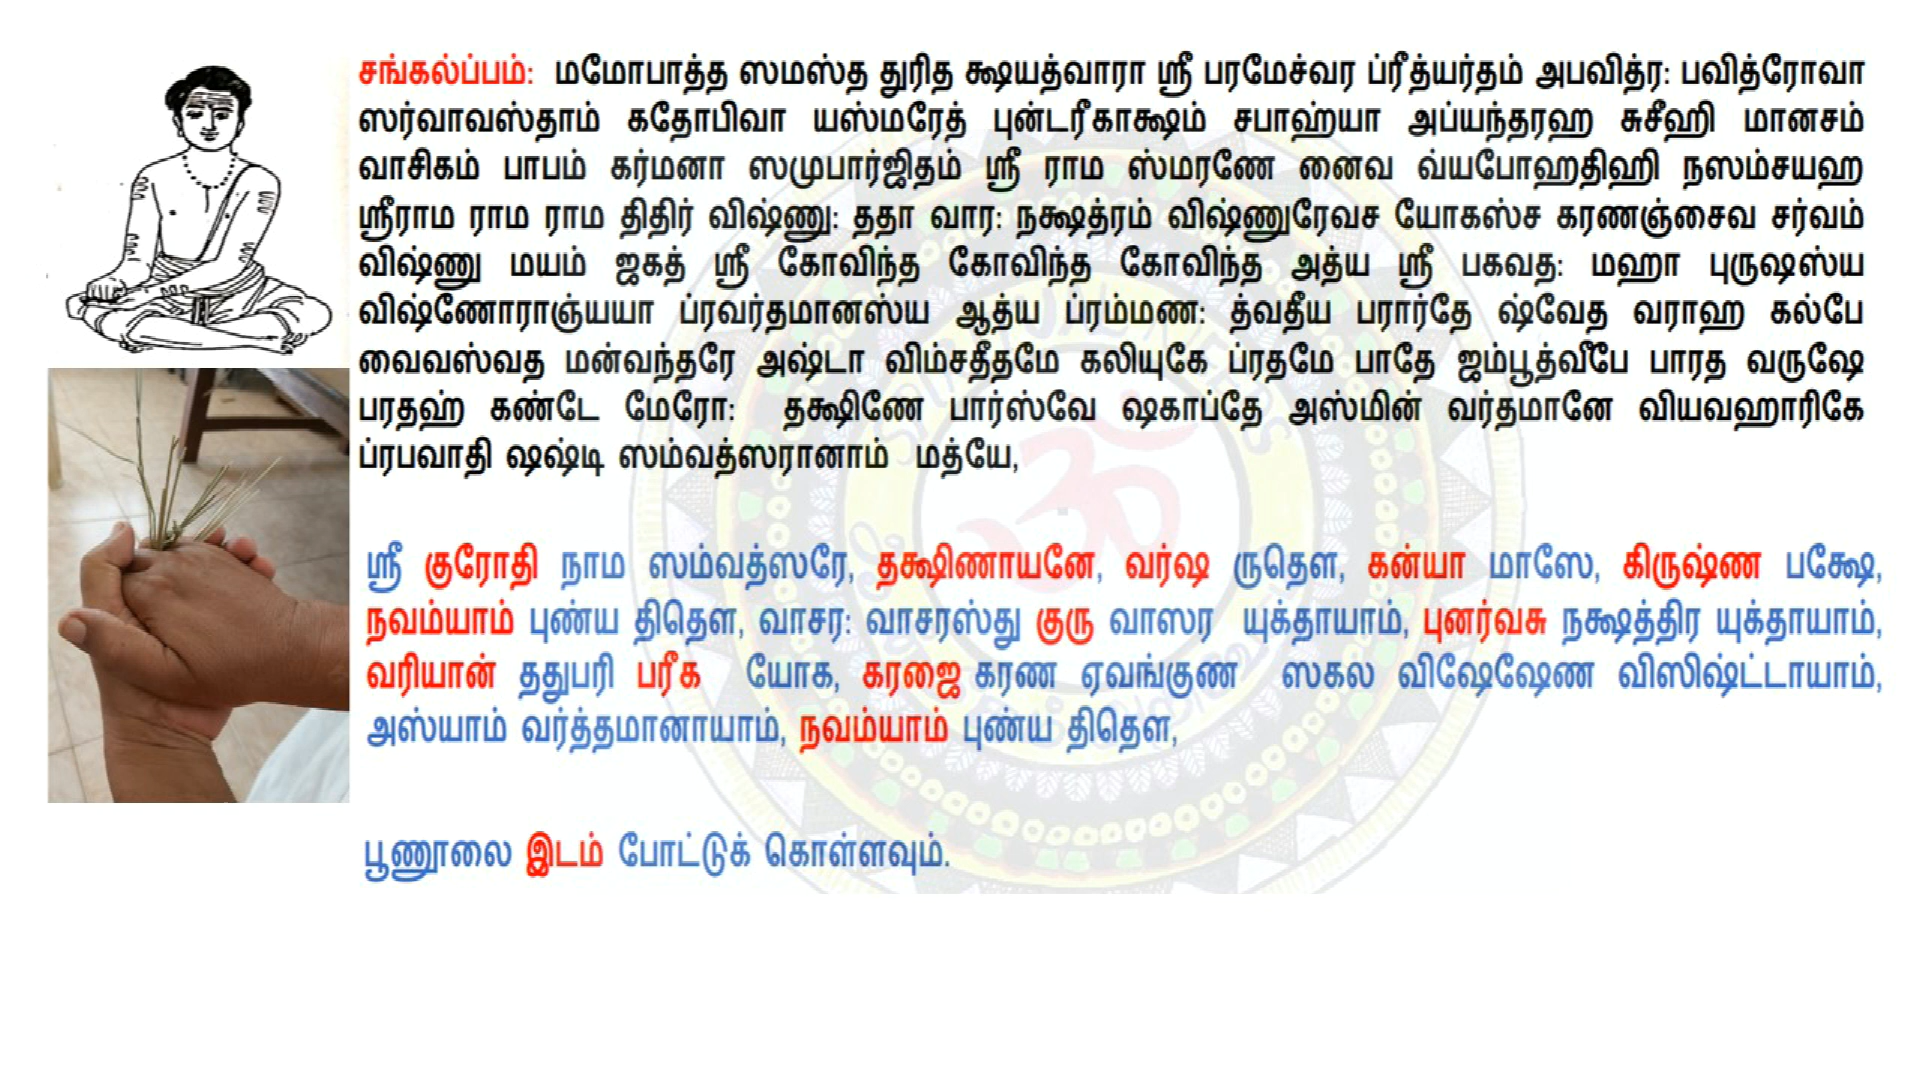 சங்கல்ப்பம்: மமோபாத்த ஸமஸ்த துரித க்ஷயத்வாரா ஸ்ரீ பரமேச்வர ப்ரீத்யர்தம் அபவித்ர: பவித்ரோவா
ஸர்வாவஸ்தாம் கதோபிவா யஸ்மரேத் புன்டரீகாக்ஷம் சபாஹ்யா அப்யந்தரஹ சுசீஹி மானசம்
வாசிகம் பாபம் கர்மனா ஸமுபார்ஜிதம் ஸ்ரீ ராம ஸ்மரணே னைவ வ்யபோஹதிஹி நஸம்சயஹ
ஸ்ரீராம ராம ராம திதிர் விஷ்ணு: ததா வார: நக்ஷத்ரம் விஷ்ணுரேவச யோகஸ்ச கரணஞ்சைவ சர்வம்
விஷ்ணு மயம் ஜகத் ஸ்ரீ கோவிந்த கோவிந்த கோவிந்த அத்ய ஸ்ரீ பகவத: மஹா புருஷஸ்ய
விஷ்ணோராஞ்யயா ப்ரவர்தமானஸ்ய ஆத்ய ப்ரம்மண: த்வதீய பரார்தே ஷ்வேத வராஹ கல்பே
வைவஸ்வத மன்வந்தரே அஷ்டா விம்சதீதமே கலியுகே ப்ரதமே பாதே ஜம்பூத்வீபே பாரத வருஷே
பரதஹ் கண்டே மேரோ: தக்ஷிணே பார்ஸ்வே ஷகாப்தே அஸ்மின் வர்தமானே வியவஹாரிகே
ப்ரபவாதி ஷஷ்டி ஸம்வத்ஸரானாம் மத்யே,
ஸ்ரீ குரோதி நாம ஸம்வத்ஸரே, தக்ஷிணாயனே, வர்ஷ ருதௌ, கன்யா மாஸே, கிருஷ்ண பக்ஷே,
நவம்யாம் புண்ய திதௌ, வாசர: வாசரஸ்து குரு வாஸர யுக்தாயாம், புனர்வசு நக்ஷத்திர யுக்தாயாம்,
வரியான் ததுபரி பரீக யோக, கரஜை கரண ஏவங்குண ஸகல விஷேஷேண விஸிஷ்ட்டாயாம்,
அஸ்யாம் வர்த்தமானாயாம், நவம்யாம் புண்ய திதௌ,
பூணூலை இடம் போட்டுக் கொள்ளவும்.